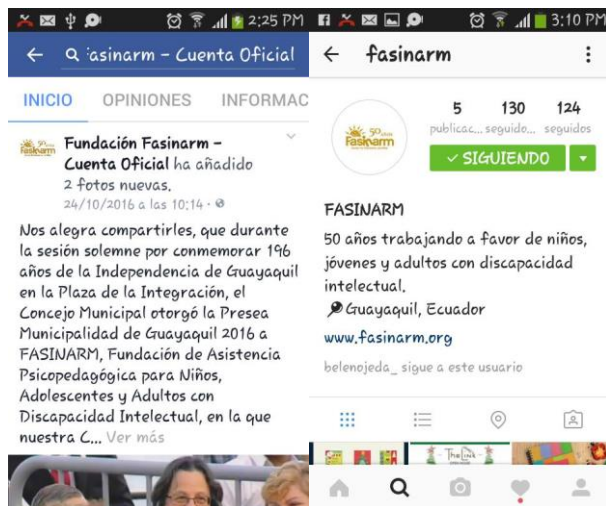 2:25 PM
asinarm – Cuenta Oficial
INICIO OPINIONES INFORMAC
Fasinarm
Fundación Fasinarm –
Cuenta Oficial ha añadido
2 fotos nuevas.
24/10/2016 a las 10:14 ·
Nos alegra compartirles, que durante
la sesión solemne por conmemorar 196
años de la Independencia de Guayaquil
en la Plaza de la Integración, el
Concejo Municipal otorgó la Presea
Municipalidad de Guayaquil 2016 a
FASINARM, Fundación de Asistencia
Psicopedagógica para Niños,
Adolescentes y Adultos con
Discapacidad Intelectual, en la que
nuestra C... Ver más
3:10 PM
fasinarm
50 años
Fasinarm
5 130 124
publicac... seguido... seguidos
SIGUIENDO
FASINARM
50 años trabajando a favor de niños,
jóvenes y adultos con discapacidad
intelectual.
Guayaquil, Ecuador
www.fasinarm.org
belenojeda_ sigue a este usuario